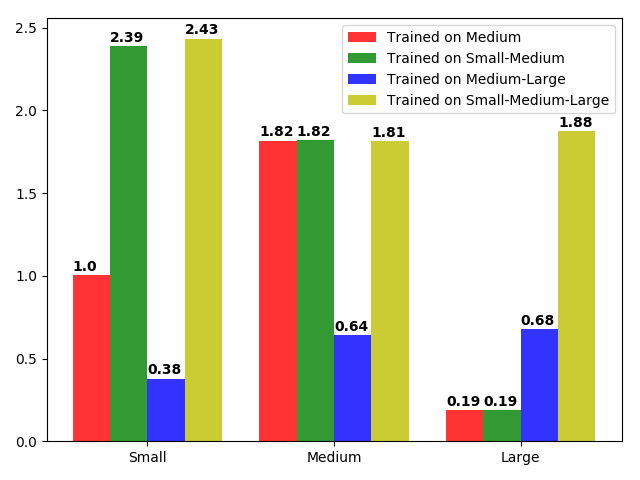 2.5
2.0
1.5
1.0
0.5
0.0
Trained on Medium
Trained on Small-Medium
Trained on Medium-Large
Trained on Small-Medium-Large
1.0
2.39
0.38
2.43
1.82
1.82
0.64
1.81
0.19
0.19
0.68
1.88
Small
Medium
Large